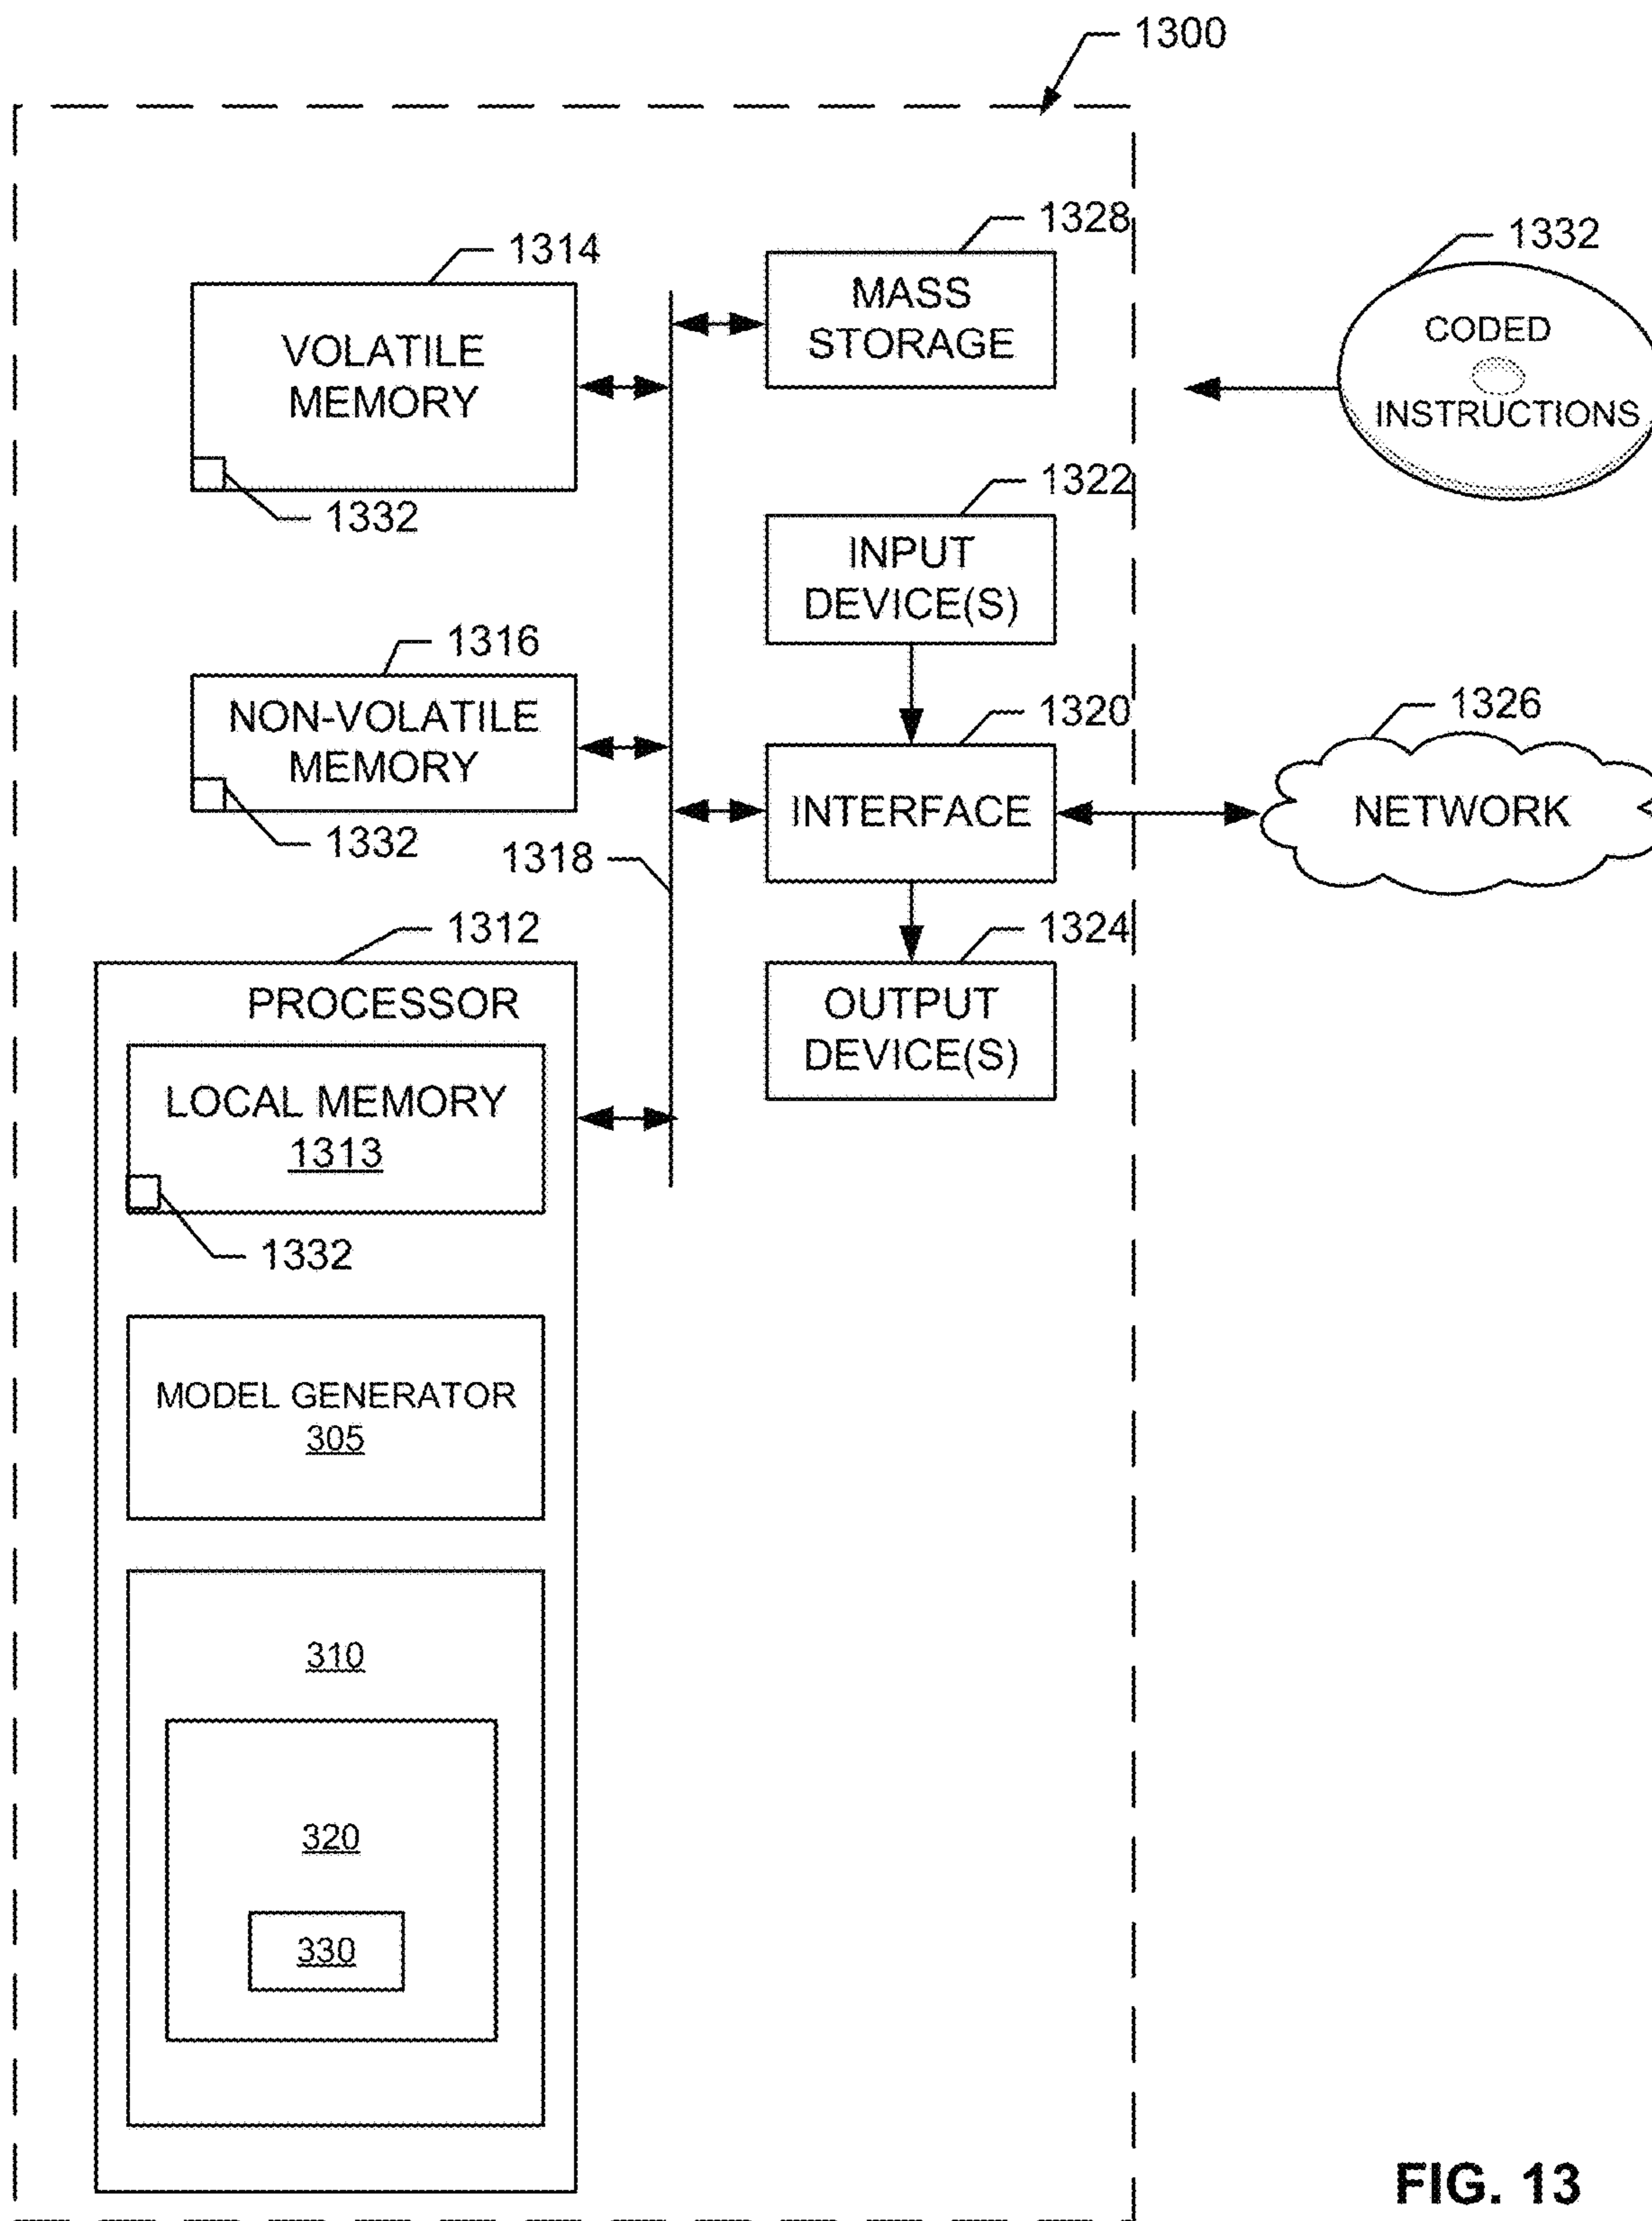 1300
1328
MASS
STORAGE
1314
VOLATILE
MEMORY
1332
1332
CODED
INSTRUCTIONS
1322
INPUT
DEVICE(S)
1316
NON-VOLATILE
MEMORY
1332
1320
INTERFACE
1326
NETWORK
1318
1312
PROCESSOR
LOCAL MEMORY
1313
1332
1324
OUTPUT
DEVICE(S)
MODEL GENERATOR
305
310
320
330
FIG. 13